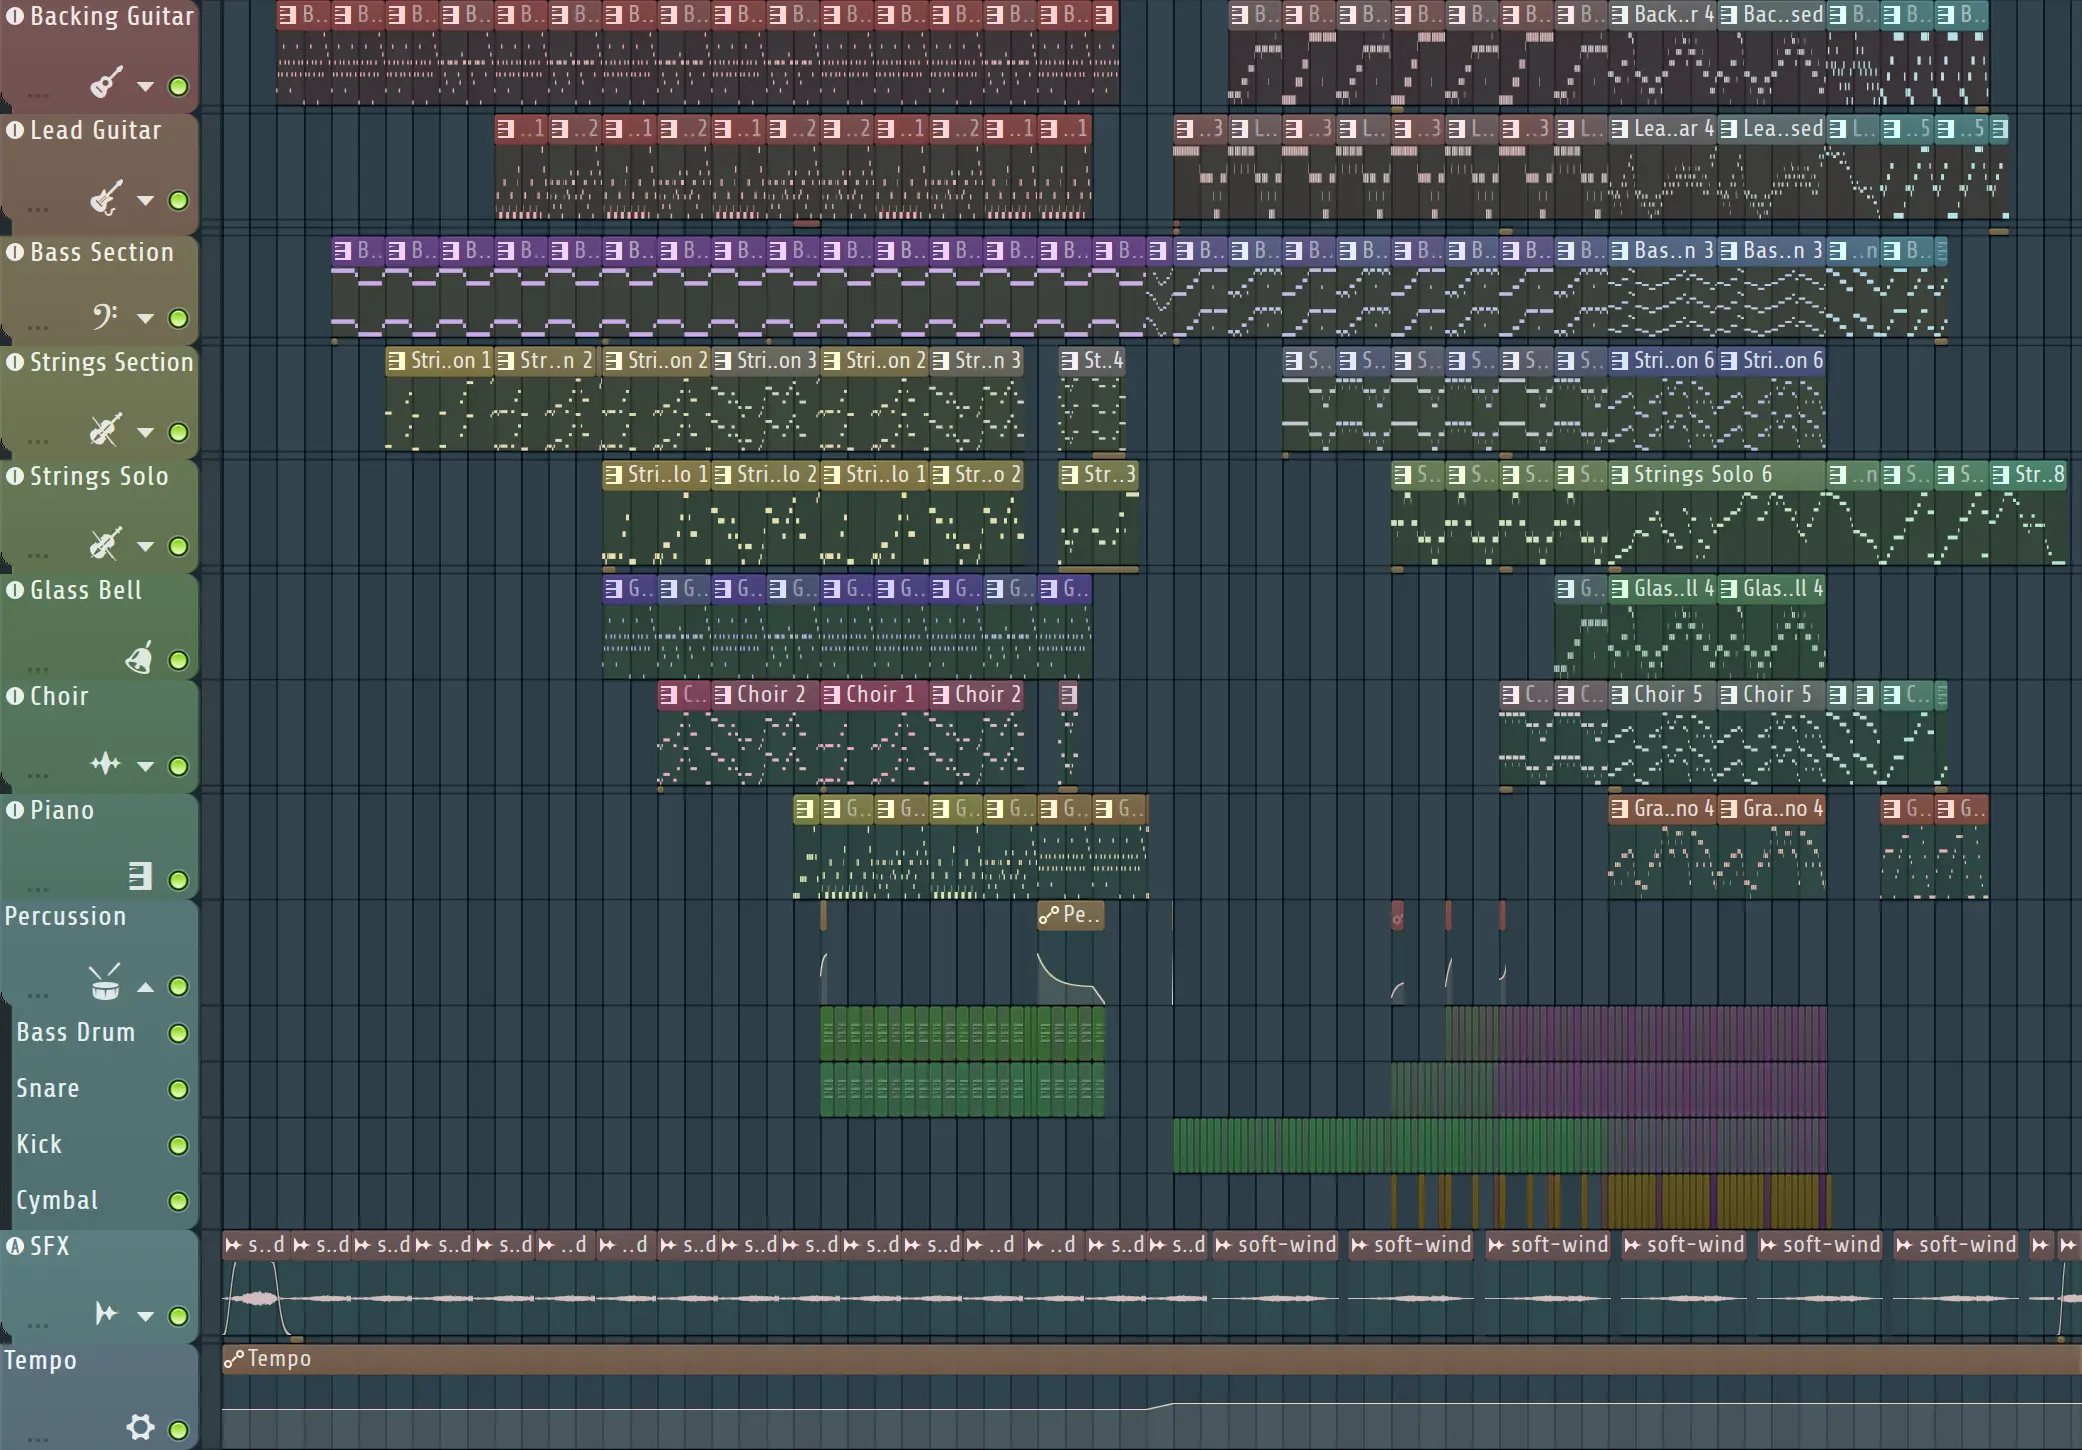 Backing Guitar B.. B.. B.. B.. B.. B.. B.. B.. B.. B.. B.. B.. B.. B.. B.. B.. B.. B.. B.. B.. B.. Back..r 4 Bac..sed B.. B.. B..
Lead Guitar ..1 ..2 ..1 ..2 ..1 ..2 ..2 ..1 ..2 ..1 ..1 ..3 L.. ..3 L.. ..3 L.. ..3 L.. Lea..ar 4 Lea..sed L.. ..5 ..5
Bass Section B.. B.. B.. B.. B.. B.. B.. B.. B.. B.. B.. B.. B.. B.. B.. B.. B.. B.. B.. B.. B.. B.. B.. Bas..n 3 Bas..n 3 ..n B..
Strings Section Stri..on 1 Str..n 2 Stri..on 2 Stri..on 3 Stri..on 2 Str..n 3 St..4 S.. S.. S.. S.. S.. S.. Stri..on 6 Stri..on 6
Strings Solo Stri..lo 1 Stri..lo 2 Stri..lo 1 Str..o 2 Str..3 S.. S.. S.. S.. Strings Solo 6 ..n S.. S.. Str..8
Glass Bell G.. G.. G.. G.. G.. G.. G.. G.. G.. G.. Glas..ll 4 Glas..ll 4
Choir C.. Choir 2 Choir 1 Choir 2 C.. C.. Choir 5 Choir 5 C..
Piano G.. G.. G.. G.. G.. G.. Gra..no 4 Gra..no 4 G.. G..
Percussion Pe..
Bass Drum
Snare
Kick
Cymbal
SFX s..d s..d s..d s..d s..d ..d ..d s..d s..d s..d s..d s..d ..d ..d s..d s..d soft-wind soft-wind soft-wind soft-wind soft-wind soft-wind
Tempo Tempo